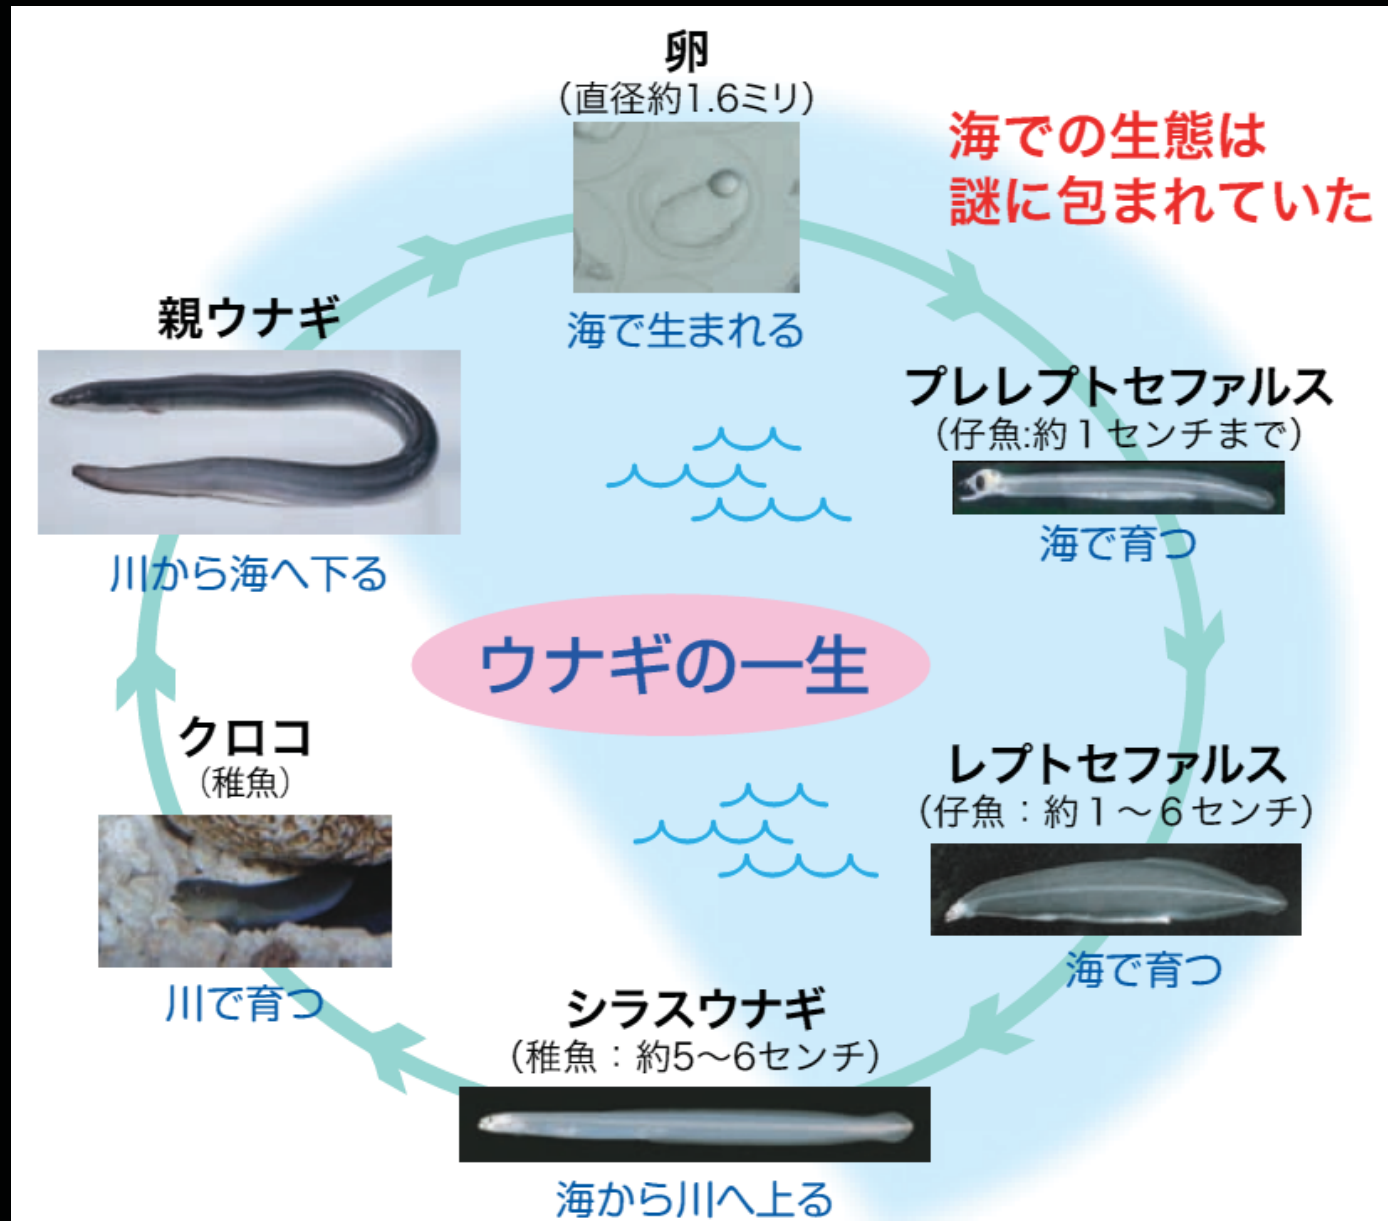 卵
（直径約1.6ミリ）
海で生まれる
海での生態は
謎に包まれていた
プレレプトセファルス
（仔魚:約１センチまで）
海で育つ
レプトセファルス
（仔魚：約１～６センチ）
海で育つ
シラスウナギ
（稚魚：約5～6センチ）
海から川へ上る
クロコ
（稚魚）
川で育つ
親ウナギ
川から海へ下る
ウナギの一生